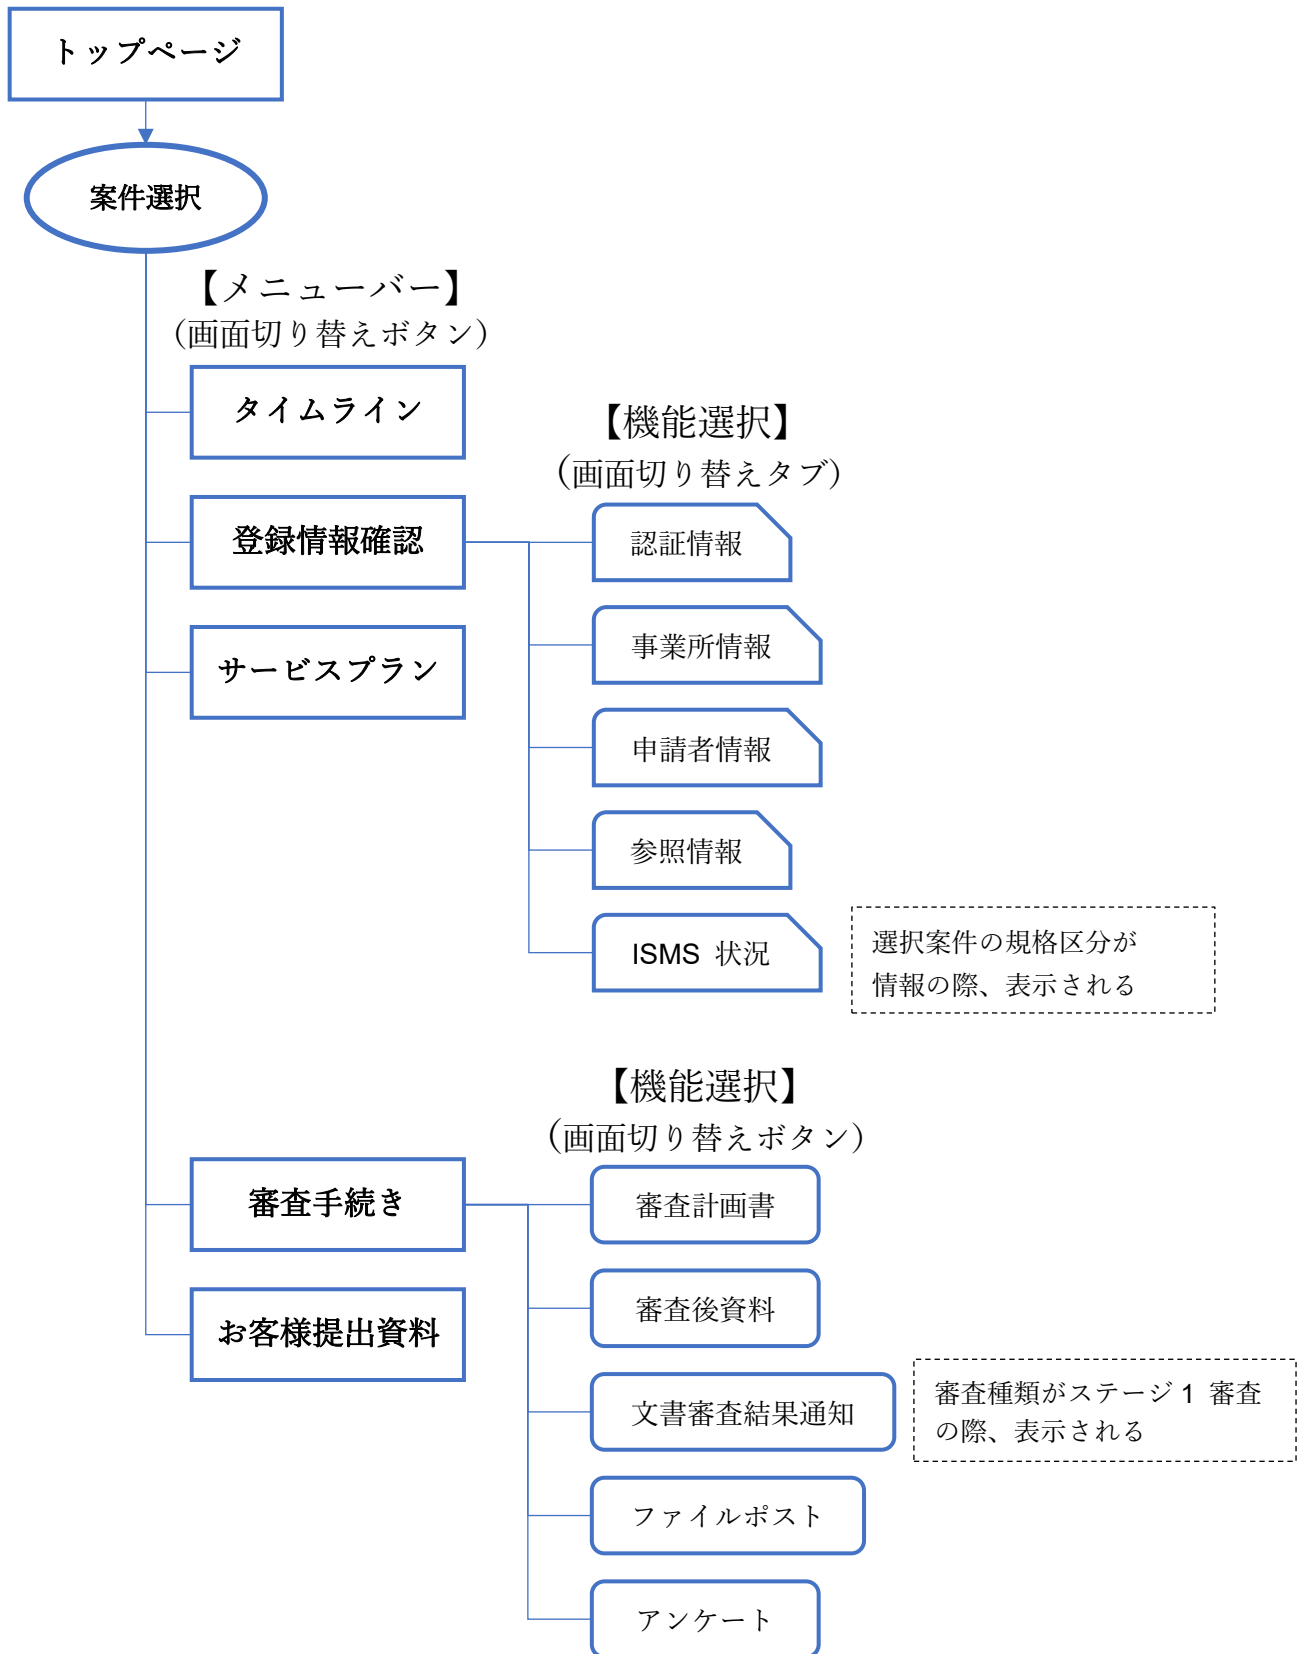 トップページ
案件選択
【メニューバー】
（画面切り替えボタン）
タイムライン
登録情報確認
サービスプラン
【機能選択】
（画面切り替えタブ）
認証情報
事業所情報
申請者情報
参照情報
ISMS 状況
選択案件の規格区分が
情報の際、表示される
審査手続き
お客様提出資料
【機能選択】
（画面切り替えボタン）
審査計画書
審査後資料
文書審査結果通知
審査種類がステージ 1 審査
の際、表示される
ファイルポスト
アンケート